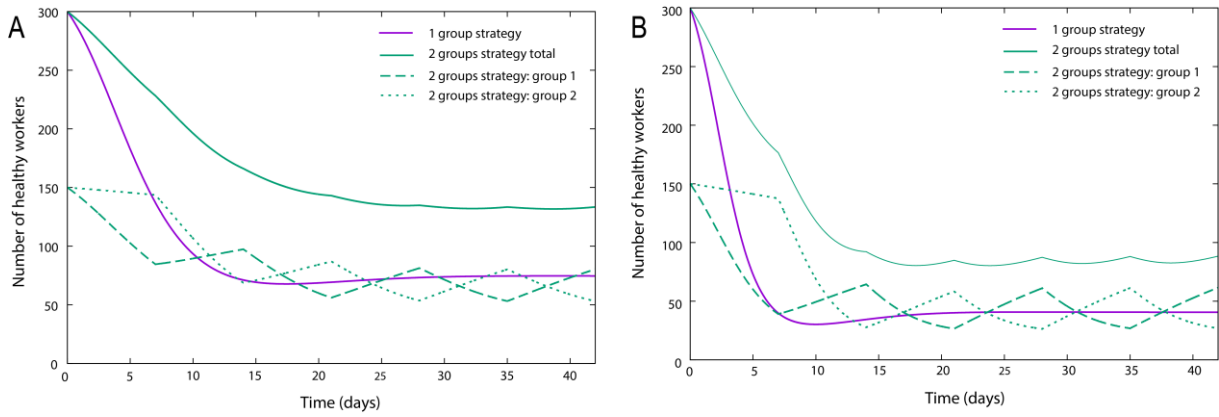 A
1 group strategy
2 groups strategy total
2 groups strategy: group 1
2 groups strategy: group 2
Number of healthy workers
300
250
200
150
100
50
0
0 5 10 15 20 25 30 35 40
Time (days)
B
1 group strategy
2 groups strategy total
2 groups strategy: group 1
2 groups strategy: group 2
Number of healthy workers
300
250
200
150
100
50
0
0 5 10 15 20 25 30 35 40
Time (days)